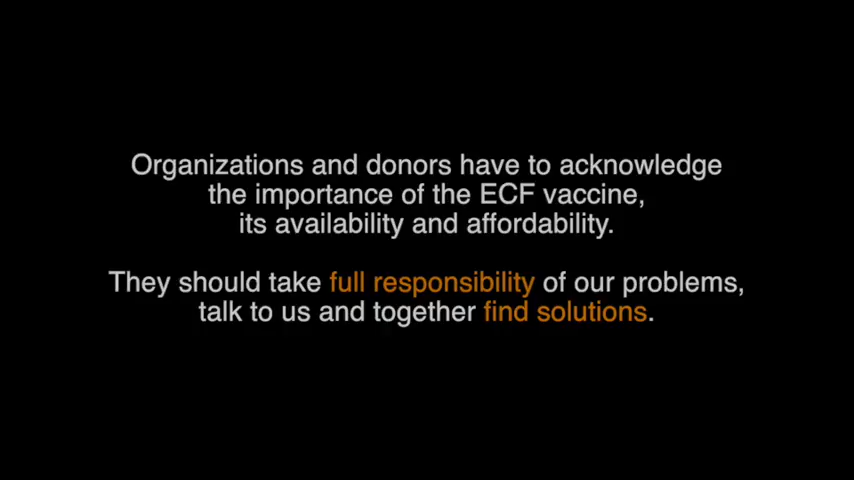 Organizations and donors have to acknowledge
the importance of the ECF vaccine,
its availability and affordability.
They should take full responsibility of our problems,
talk to us and together find solutions.